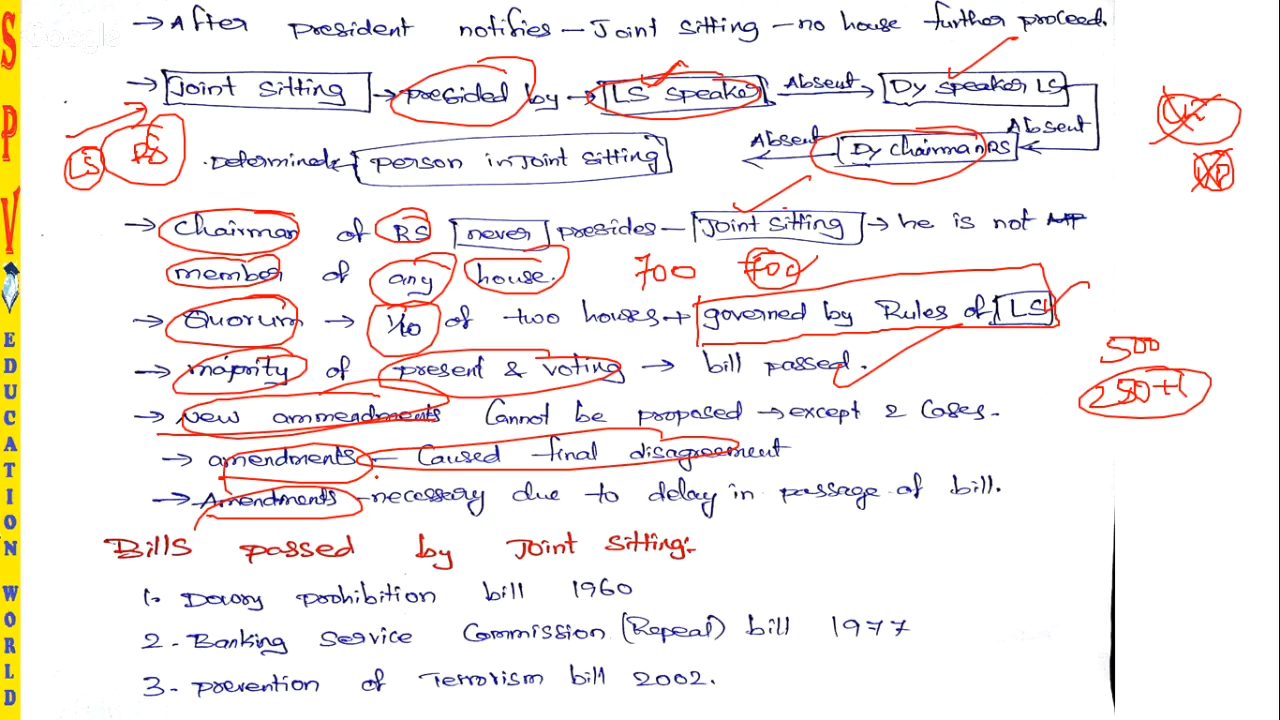 SPV EDUCATION WORLD
→ After president notifies – Joint sitting – no house further proceed.
→ Joint Sitting → presided by → LS speaker Absent → Dy speaker LS
Absent
LS RS . Determined ← person in Joint sitting Absent ← Dy chairman RS
→ chairman of RS never presides – Joint sitting → he is not MP
member of any house. 700 700
→ Quorum → 1/10 of two houses → governed by Rules of LS
→ majority of present & voting → bill passed. 500
250+1
→ New ammendments Cannot be proposed → except 2 Cases.
→ amendments – Caused final disagreement
→ Amendments – necessary due to delay in passage of bill.
Bills passed by Joint sitting:
1. Dowry prohibition bill 1960
2 - Banking service Commission (Repeal) bill 1977
3 - prevention of Terrorism bill 2002.